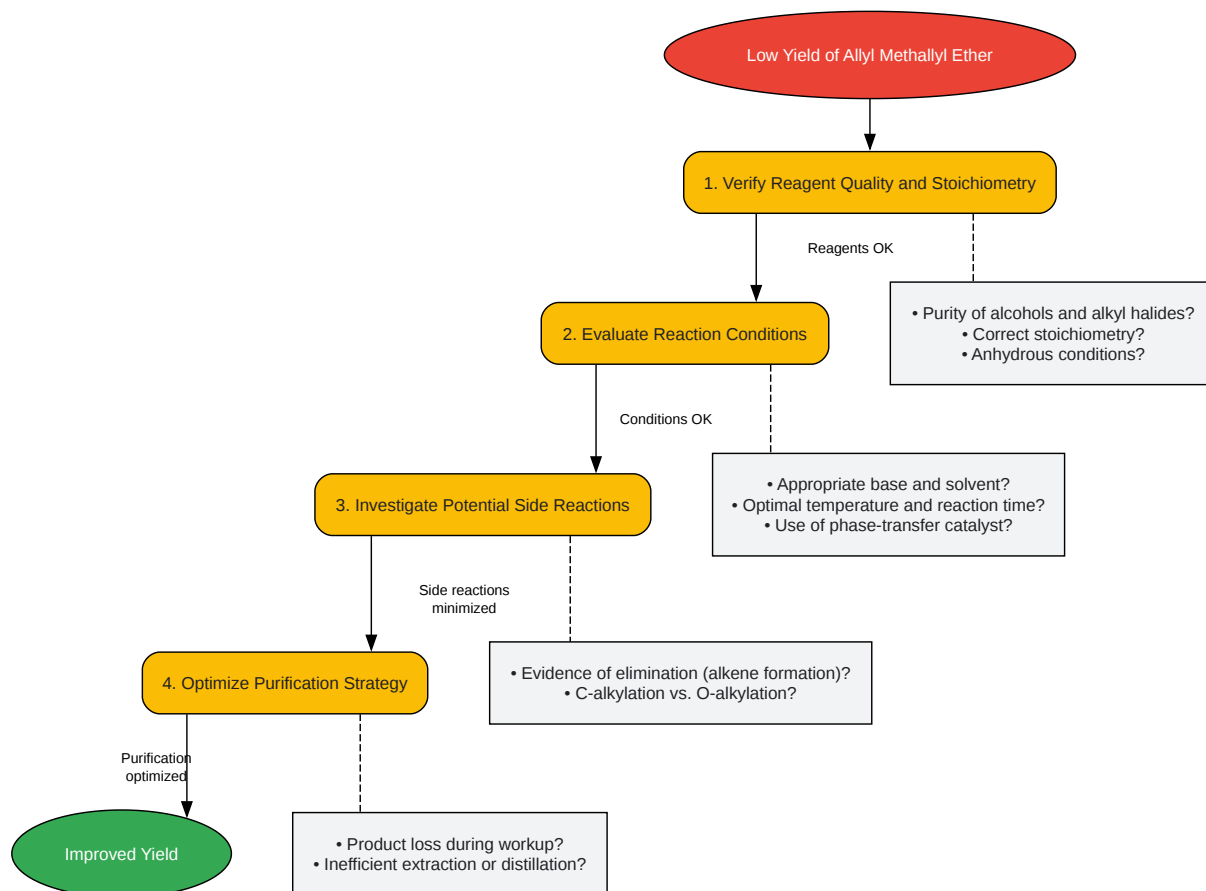 Low Yield of Allyl Methallyl Ether
1. Verify Reagent Quality and Stoichiometry
Reagents OK
• Purity of alcohols and alkyl halides?
• Correct stoichiometry?
• Anhydrous conditions?
2. Evaluate Reaction Conditions
Conditions OK
• Appropriate base and solvent?
• Optimal temperature and reaction time?
• Use of phase-transfer catalyst?
3. Investigate Potential Side Reactions
Side reactions
minimized
• Evidence of elimination (alkene formation)?
• C-alkylation vs. O-alkylation?
4. Optimize Purification Strategy
Purification
optimized
• Product loss during workup?
• Inefficient extraction or distillation?
Improved Yield